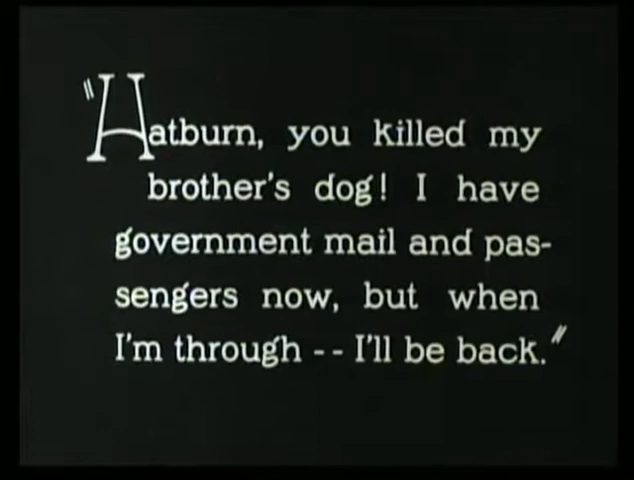 "Hatburn, you killed my
brother's dog! I have
government mail and pas-
sengers now, but when
I'm through -- I'll be back."